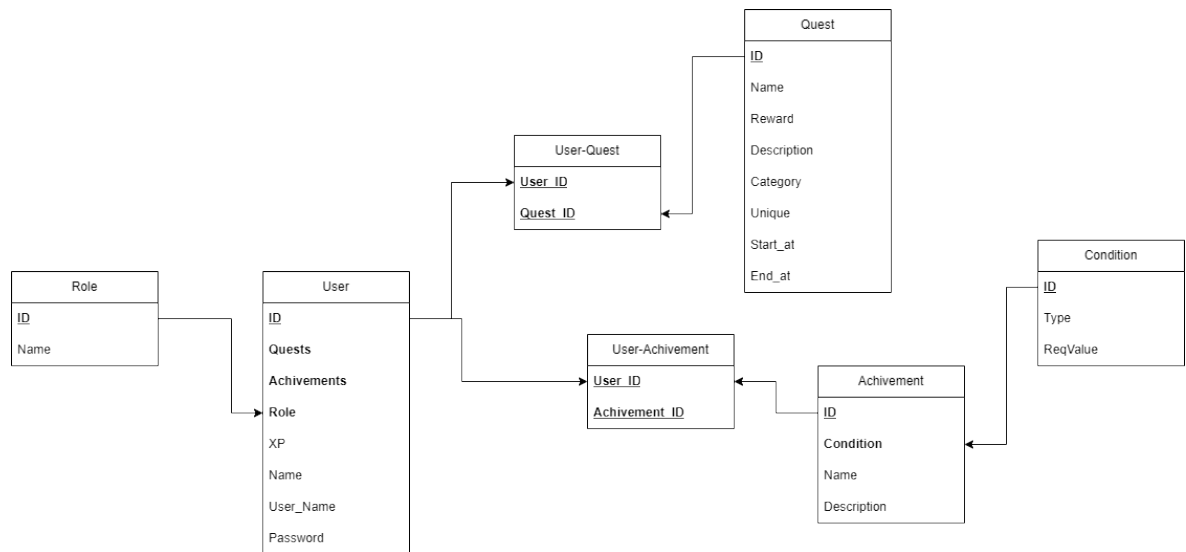 Quest
ID
Name
Reward
Description
Category
Unique
Start_at
End_at
User-Quest
User_ID
Quest_ID
Condition
ID
Type
ReqValue
Role
ID
Name
User
ID
Quests
Achivements
Role
XP
Name
User_Name
Password
User-Achivement
User_ID
Achivement_ID
Achivement
ID
Condition
Name
Description